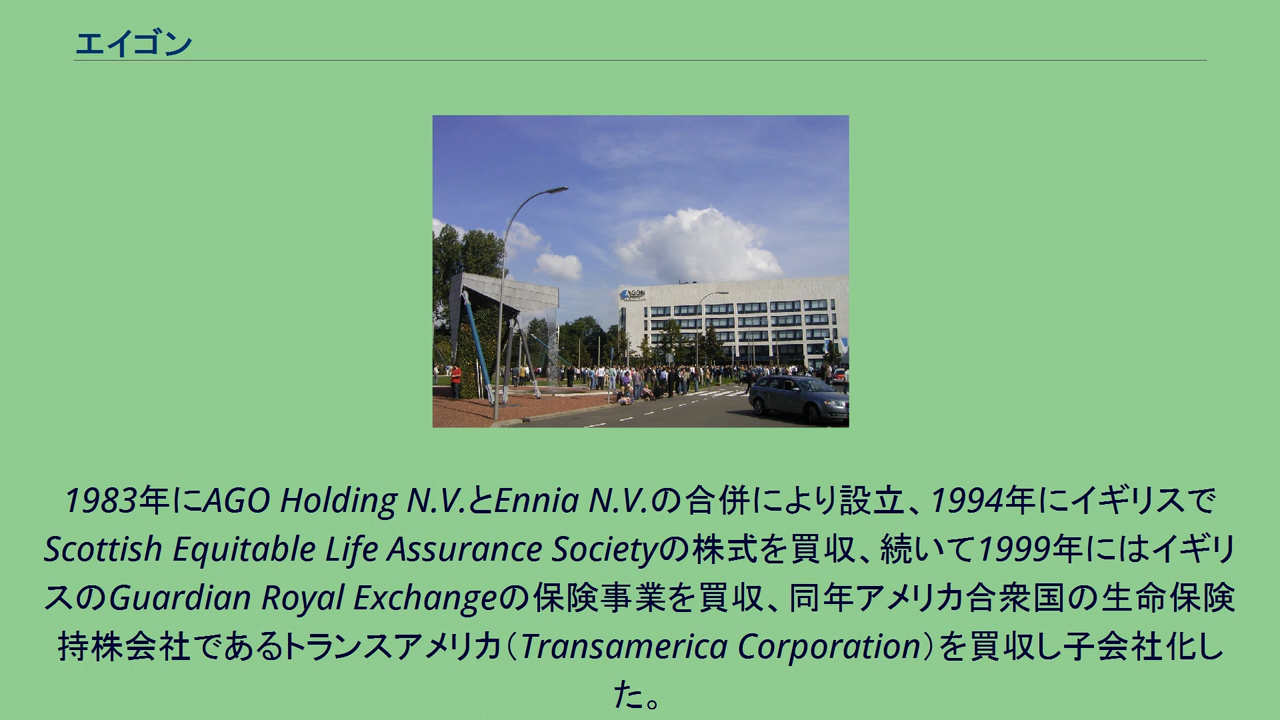 エイゴン
AEGON
1983年にAGO Holding N.V.とEnnia N.V.の合併により設立、1994年にイギリスで
Scottish Equitable Life Assurance Societyの株式を買収、続いて1999年にはイギリ
スのGuardian Royal Exchangeの保険事業を買収、同年アメリカ合衆国の生命保険
持株会社であるトランスアメリカ（Transamerica Corporation）を買収し子会社化し
た。